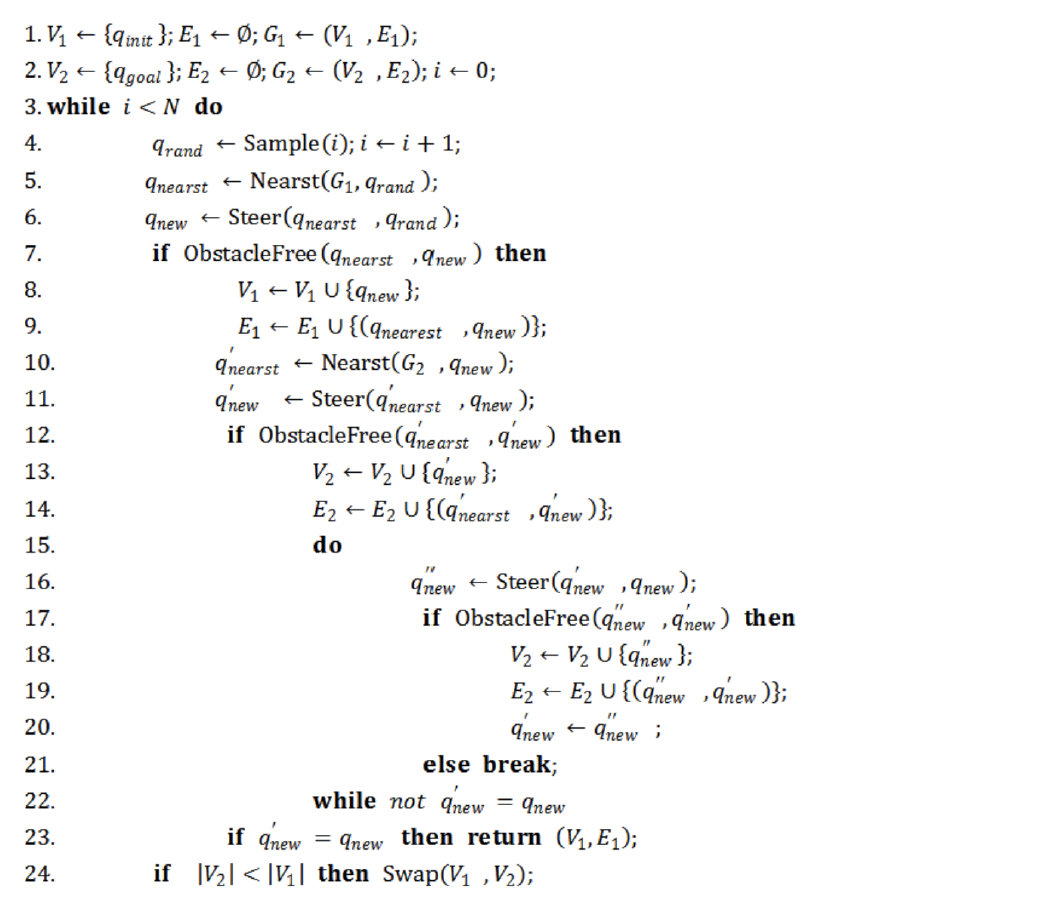 1. V₁ ← {q_init}; E₁ ← ∅; G₁ ← (V₁ , E₁);
2. V₂ ← {q_goal}; E₂ ← ∅; G₂ ← (V₂ , E₂); i ← 0;
3. while i < N do
4. q_rand ← Sample(i); i ← i + 1;
5. q_nearst ← Nearst(G₁, q_rand);
6. q_new ← Steer(q_nearst , q_rand);
7. if ObstacleFree(q_nearst , q_new) then
8. V₁ ← V₁ ∪ {q_new};
9. E₁ ← E₁ ∪ {(q_nearest , q_new)};
10. q′_nearst ← Nearst(G₂ , q_new);
11. q′_new ← Steer(q′_nearst , q_new);
12. if ObstacleFree(q′_nearst , q′_new) then
13. V₂ ← V₂ ∪ {q′_new};
14. E₂ ← E₂ ∪ {(q′_nearst , q′_new)};
15. do
16. q″_new ← Steer(q′_new , q_new);
17. if ObstacleFree(q″_new , q′_new) then
18. V₂ ← V₂ ∪ {q″_new};
19. E₂ ← E₂ ∪ {(q″_new , q′_new)};
20. q′_new ← q″_new ;
21. else break;
22. while not q′_new = q_new
23. if q′_new = q_new then return (V₁, E₁);
24. if |V₂| < |V₁| then Swap(V₁ , V₂);